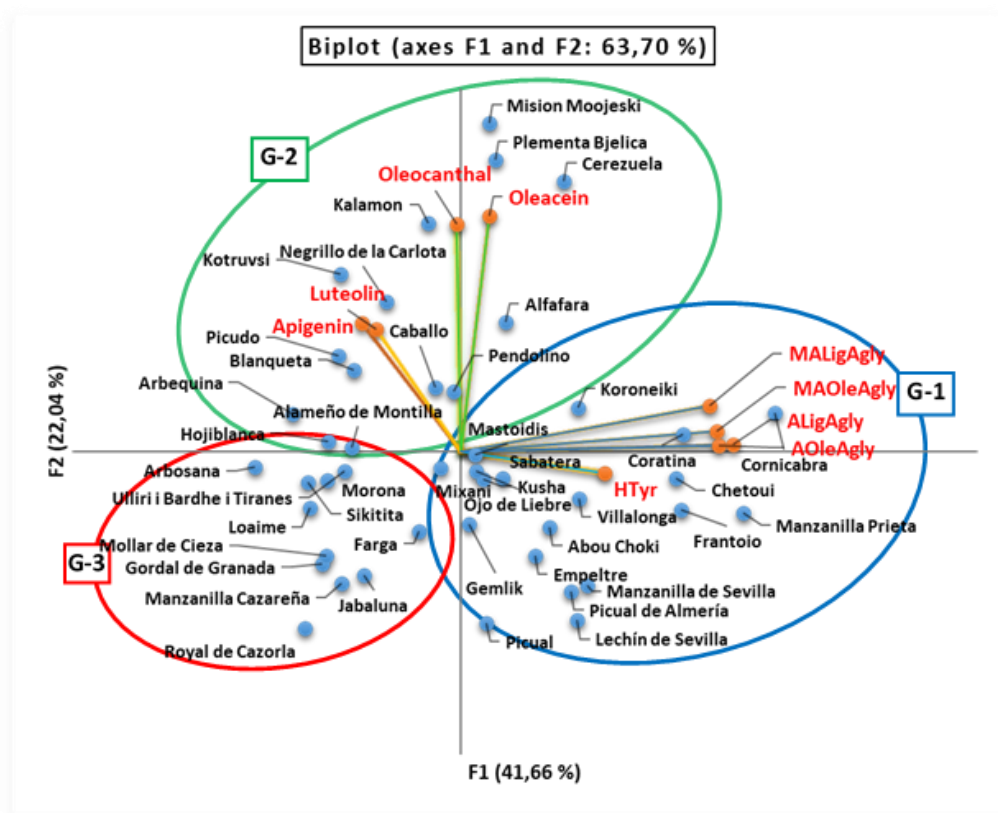 Biplot (axes F1 and F2: 63,70 %)
Mision Moojeski
Plementa Bjelica
G-2
Cerezuela
Oleocanthal
Oleacein
Kalamon
Negrillo de la Carlota
Kotruvsi
Luteolin
Alfafara
Apigenin
Caballo
Picudo
Pendolino
MALigAgly
Blanqueta
Arbequina
Koroneiki
MAOleAgly
G-1
Alameño de Montilla
ALigAgly
Mastoidis
Hojiblanca
AOleAgly
F2 (22,04 %)
Sabatera
Coratina
Cornicabra
Arbosana
Mixani
Kusha
HTyr
Chetoui
Ulliri i Bardhe i Tiranes
Morona
Ojo de Liebre
Sikitita
Villalonga
Loaime
Manzanilla Prieta
Frantoio
Mollar de Cieza
Farga
Abou Choki
G-3
Gordal de Granada
Empeltre
Gemlik
Manzanilla Cazareña
Manzanilla de Sevilla
Jabaluna
Picual de Almería
Picual
Lechín de Sevilla
Royal de Cazorla
F1 (41,66 %)